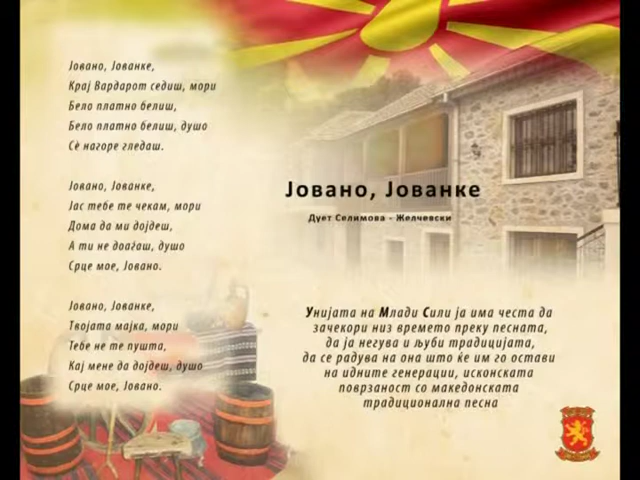 Јовано, Јованке,
Крај Вардарот седиш, мори
Бело платно белиш,
Бело платно белиш, душо
Сѐ нагоре гледаш.
Јовано, Јованке,
Јас тебе те чекам, мори
Дома да ми дојдеш,
А ти не доаѓаш, душо
Срце мое, Јовано.
Јовано, Јованке,
Твојата мајка, мори
Тебе не те пушта,
Кај мене да дојдеш, душо
Срце мое, Јовано.
Јовано, Јованке
Дует Селимова - Желчевски
Унијата на Млади Сили ја има честа да
зачекори низ времето преку песната,
да ја негува и љуби традицијата,
да се радува на она што ќе им го остави
на идните генерации, исконската
поврзаност со македонската
традиционална песна